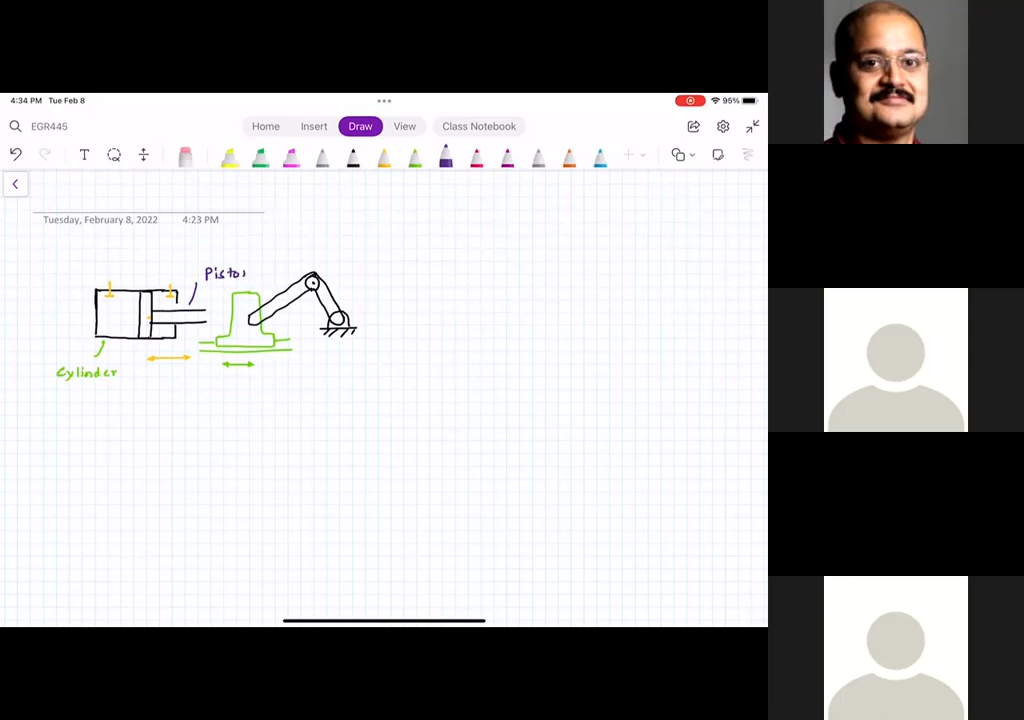 4:34 PM Tue Feb 8
95%
EGR445
Home Insert Draw View Class Notebook
Tuesday, February 8, 2022 4:23 PM
Pisto
Cylinder